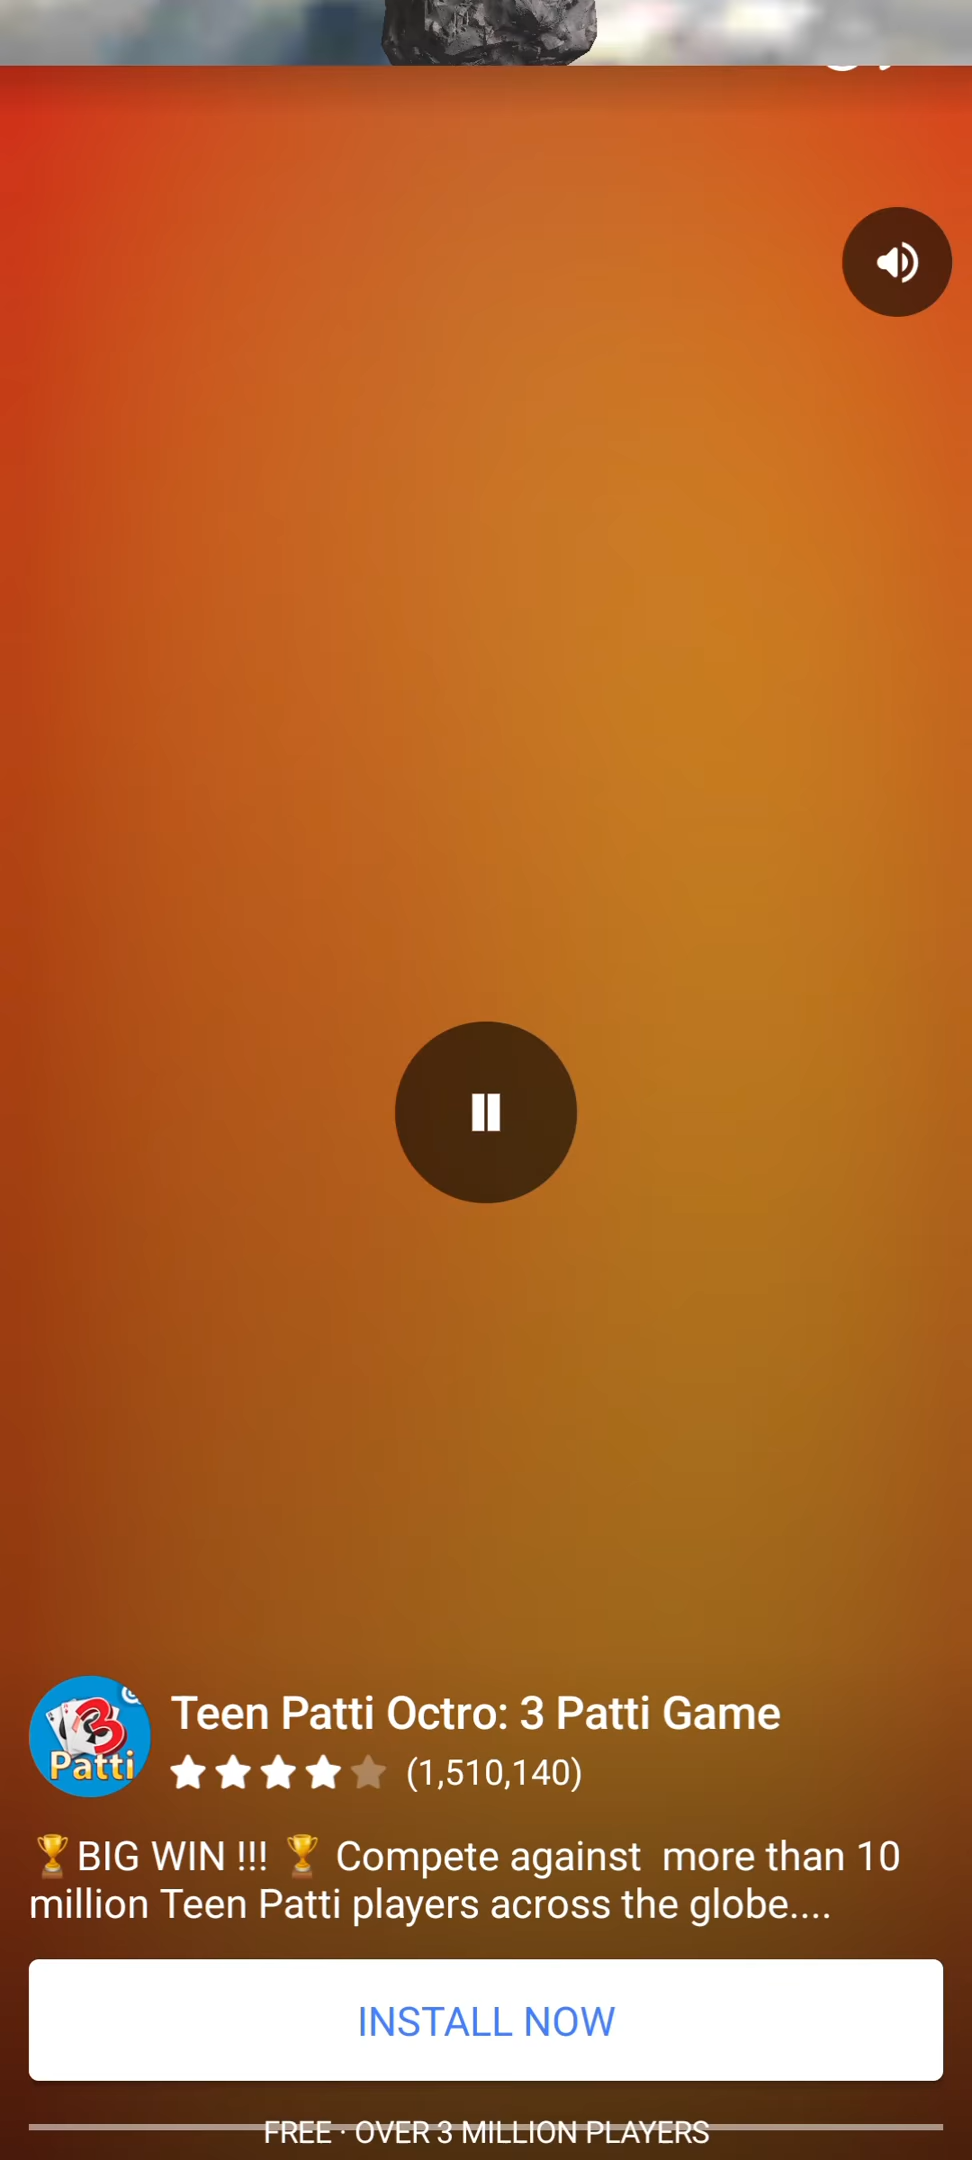 3
Patti
Teen Patti Octro: 3 Patti Game
(1,510,140)
🏆BIG WIN !!! 🏆 Compete against  more than 10
million Teen Patti players across the globe....
INSTALL NOW
FREE · OVER 3 MILLION PLAYERS